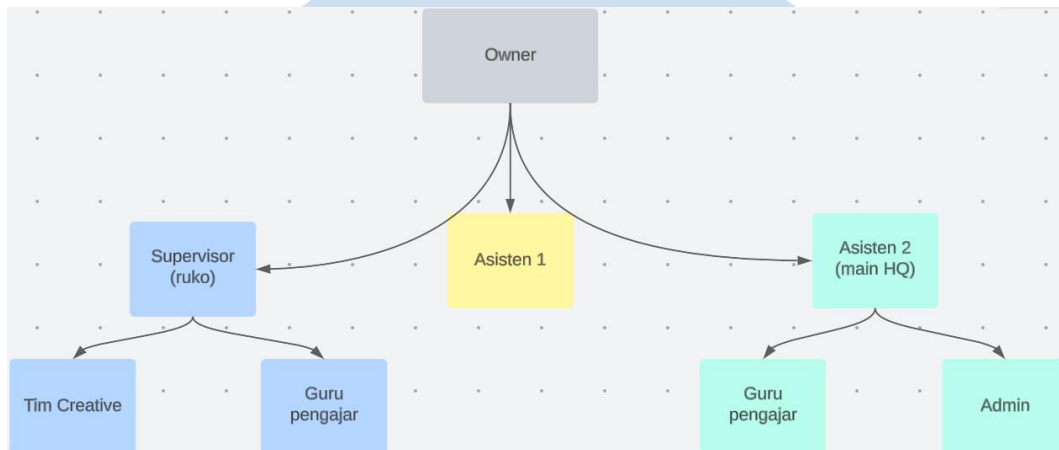 Owner
Supervisor
(ruko)
Asisten 1
Asisten 2
(main HQ)
Tim Creative
Guru
pengajar
Guru
pengajar
Admin